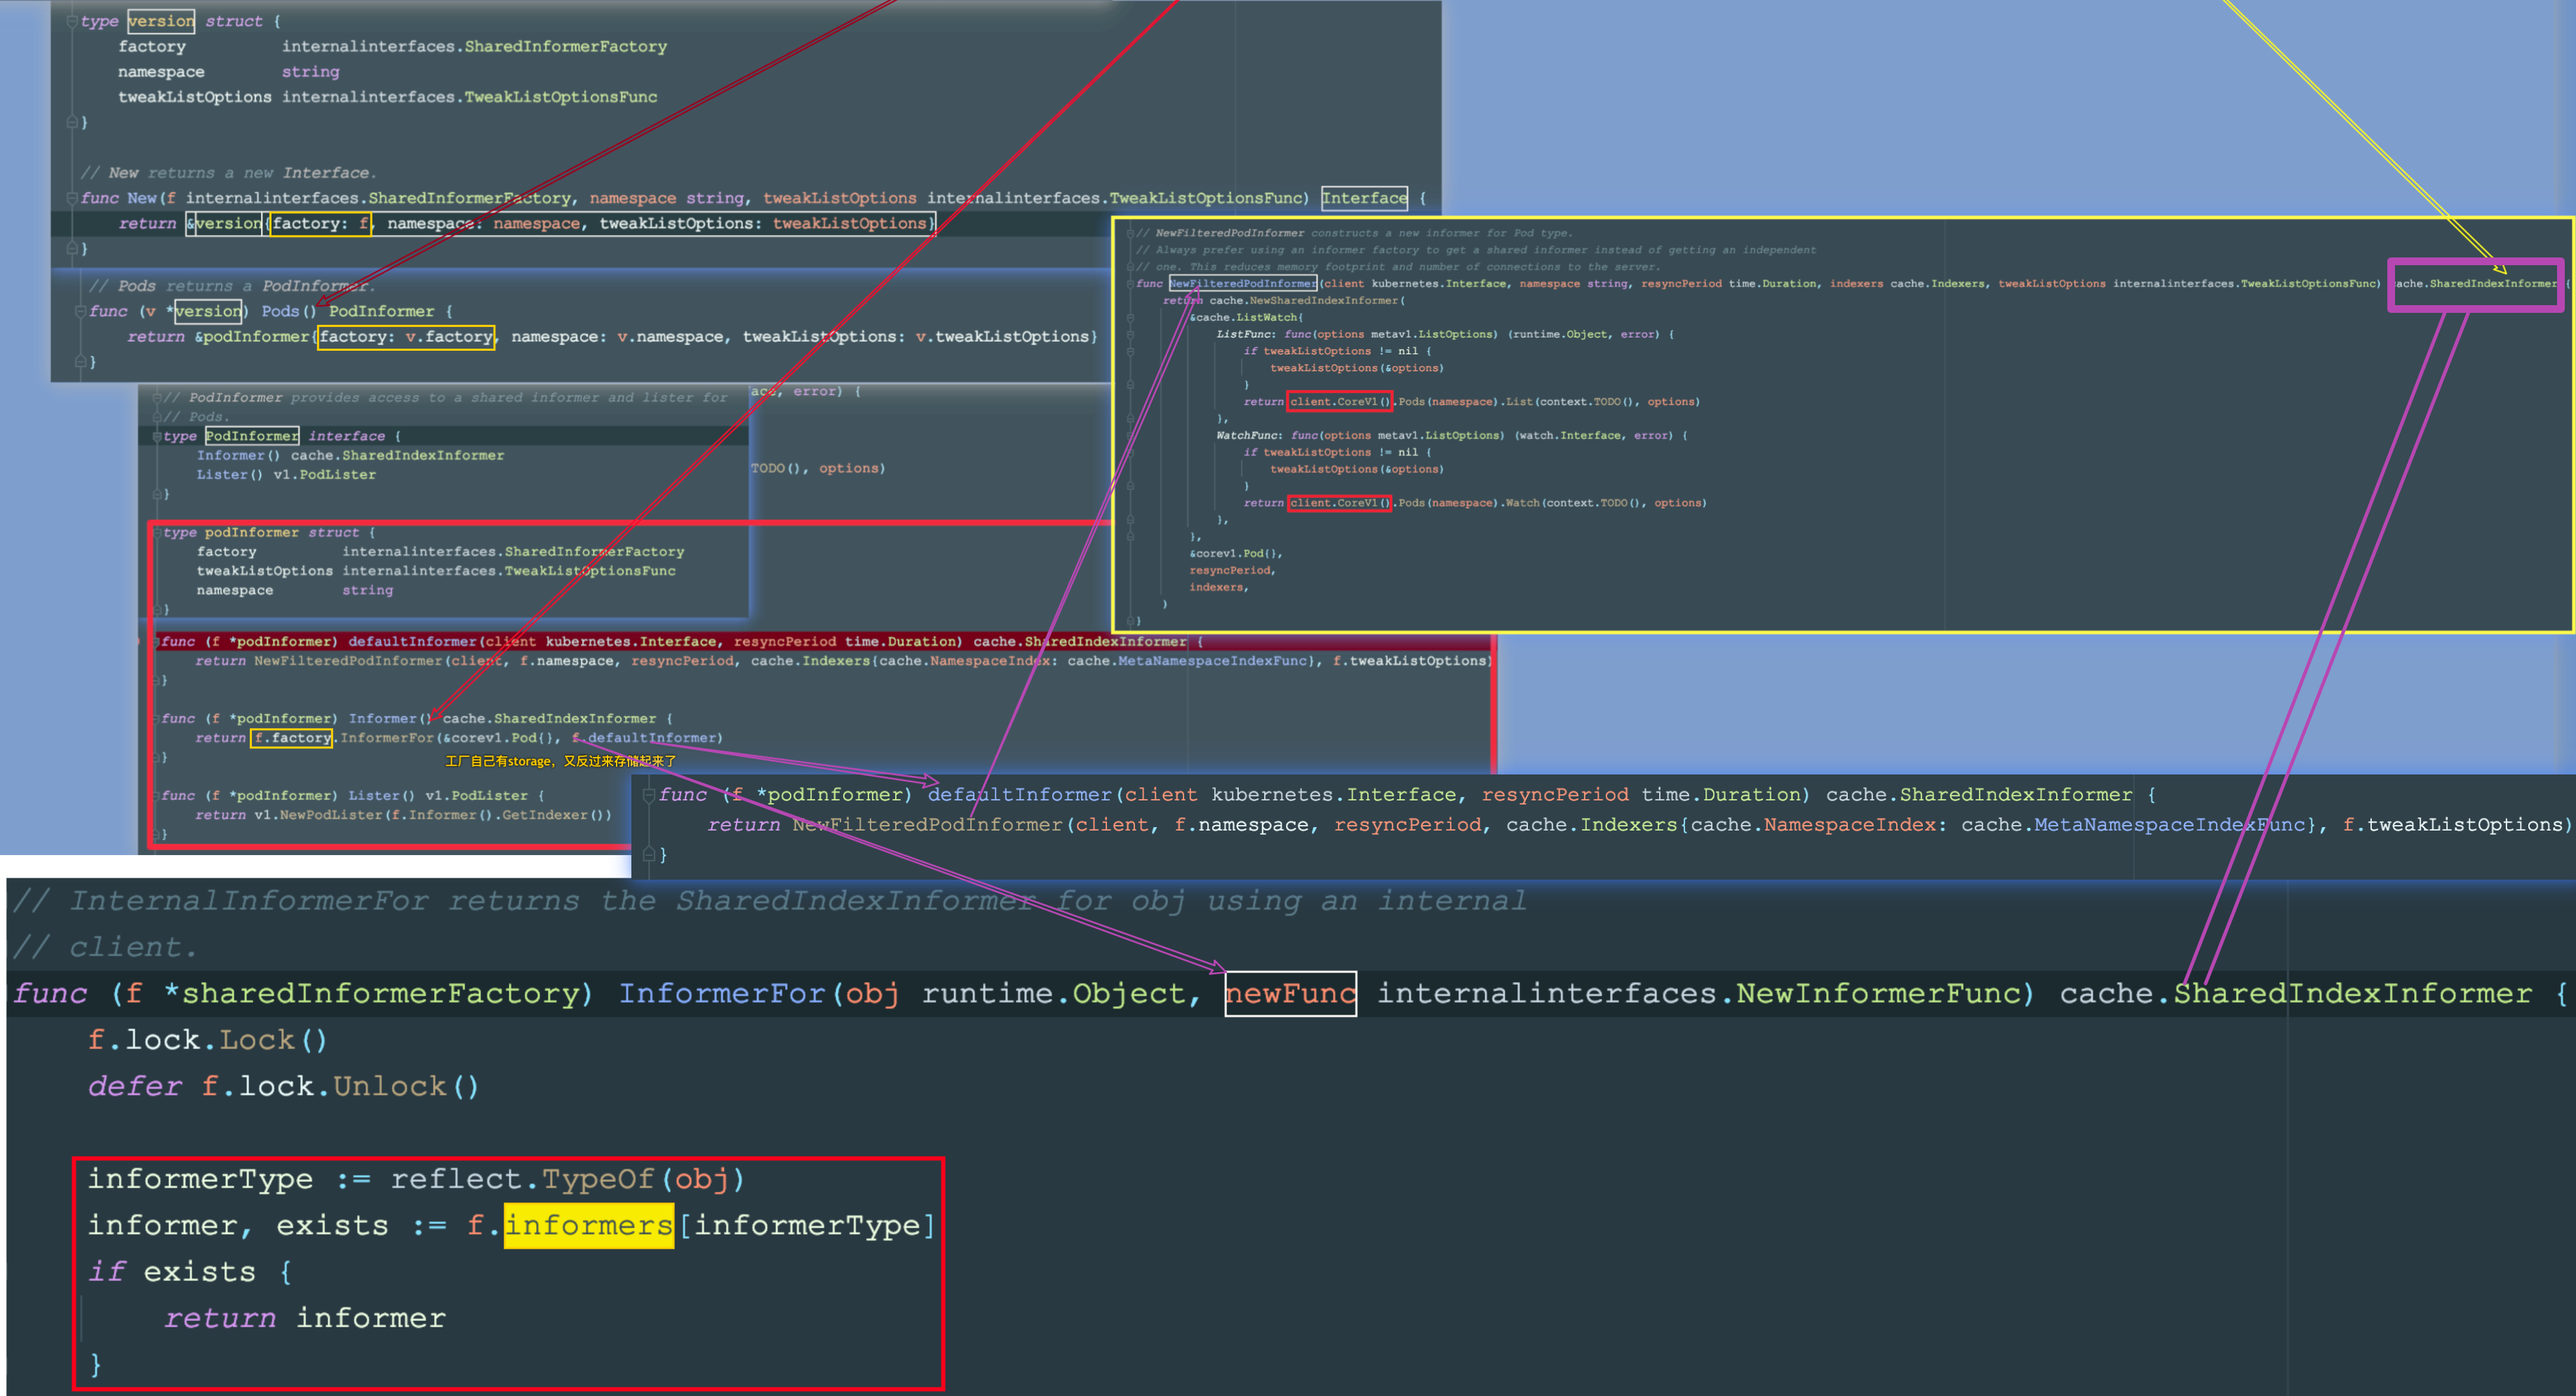 type version struct {
factory internalinterfaces.SharedInformerFactory
namespace string
tweakListOptions internalinterfaces.TweakListOptionsFunc
}
// New returns a new Interface.
func New(f internalinterfaces.SharedInformerFactory, namespace string, tweakListOptions internalinterfaces.TweakListOptionsFunc) Interface {
return &version{factory: f, namespace: namespace, tweakListOptions: tweakListOptions}
}
// Pods returns a PodInformer.
func (v *version) Pods() PodInformer {
return &podInformer{factory: v.factory, namespace: v.namespace, tweakListOptions: v.tweakListOptions}
}
// PodInformer provides access to a shared informer and lister for
// Pods.
type PodInformer interface {
Informer() cache.SharedIndexInformer
Lister() v1.PodLister
}
ace, error) {
TODO(), options)
type podInformer struct {
factory internalinterfaces.SharedInformerFactory
tweakListOptions internalinterfaces.TweakListOptionsFunc
namespace string
}
func (f *podInformer) defaultInformer(client kubernetes.Interface, resyncPeriod time.Duration) cache.SharedIndexInformer {
return NewFilteredPodInformer(client, f.namespace, resyncPeriod, cache.Indexers{cache.NamespaceIndex: cache.MetaNamespaceIndexFunc}, f.tweakListOptions)
}
func (f *podInformer) Informer() cache.SharedIndexInformer {
return f.factory.InformerFor(&corev1.Pod{}, f.defaultInformer)
}
工厂自己有storage，又反过来存储起来了
func (f *podInformer) Lister() v1.PodLister {
return v1.NewPodLister(f.Informer().GetIndexer())
}
// NewFilteredPodInformer constructs a new informer for Pod type.
// Always prefer using an informer factory to get a shared informer instead of getting an independent
// one. This reduces memory footprint and number of connections to the server.
func NewFilteredPodInformer(client kubernetes.Interface, namespace string, resyncPeriod time.Duration, indexers cache.Indexers, tweakListOptions internalinterfaces.TweakListOptionsFunc) cache.SharedIndexInformer {
return cache.NewSharedIndexInformer(
&cache.ListWatch{
ListFunc: func(options metav1.ListOptions) (runtime.Object, error) {
if tweakListOptions != nil {
tweakListOptions(&options)
}
return client.CoreV1().Pods(namespace).List(context.TODO(), options)
},
WatchFunc: func(options metav1.ListOptions) (watch.Interface, error) {
if tweakListOptions != nil {
tweakListOptions(&options)
}
return client.CoreV1().Pods(namespace).Watch(context.TODO(), options)
},
},
&corev1.Pod{},
resyncPeriod,
indexers,
)
}
func (f *podInformer) defaultInformer(client kubernetes.Interface, resyncPeriod time.Duration) cache.SharedIndexInformer {
return NewFilteredPodInformer(client, f.namespace, resyncPeriod, cache.Indexers{cache.NamespaceIndex: cache.MetaNamespaceIndexFunc}, f.tweakListOptions)
}
// InternalInformerFor returns the SharedIndexInformer for obj using an internal
// client.
func (f *sharedInformerFactory) InformerFor(obj runtime.Object, newFunc internalinterfaces.NewInformerFunc) cache.SharedIndexInformer {
f.lock.Lock()
defer f.lock.Unlock()
informerType := reflect.TypeOf(obj)
informer, exists := f.informers[informerType]
if exists {
return informer
}